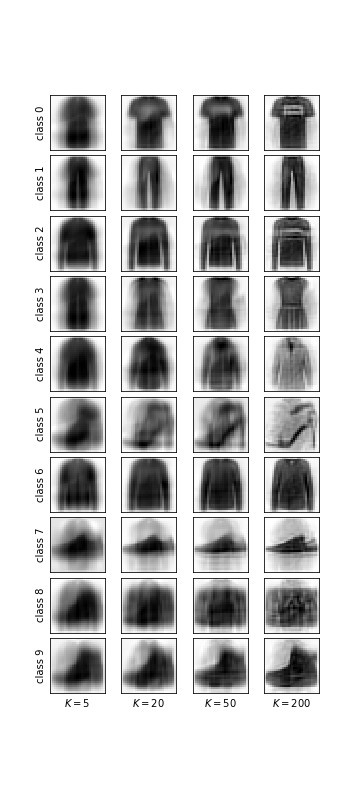 class 0
class 1
class 2
class 3
class 4
class 5
class 6
class 7
class 8
class 9
K = 5 K = 20 K = 50 K = 200